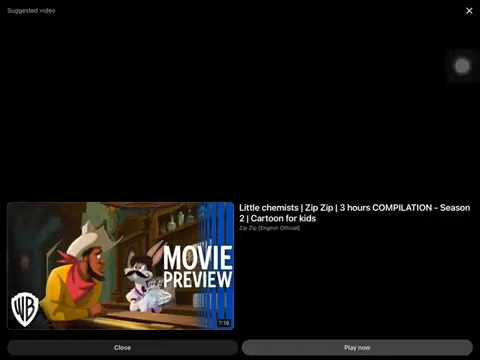 Suggested video
Little chemists | Zip Zip | 3 hours COMPILATION - Season
2 | Cartoon for kids
Zip Zip [English Official]
MOVIE
PREVIEW
WB
7:18
Close
Play now